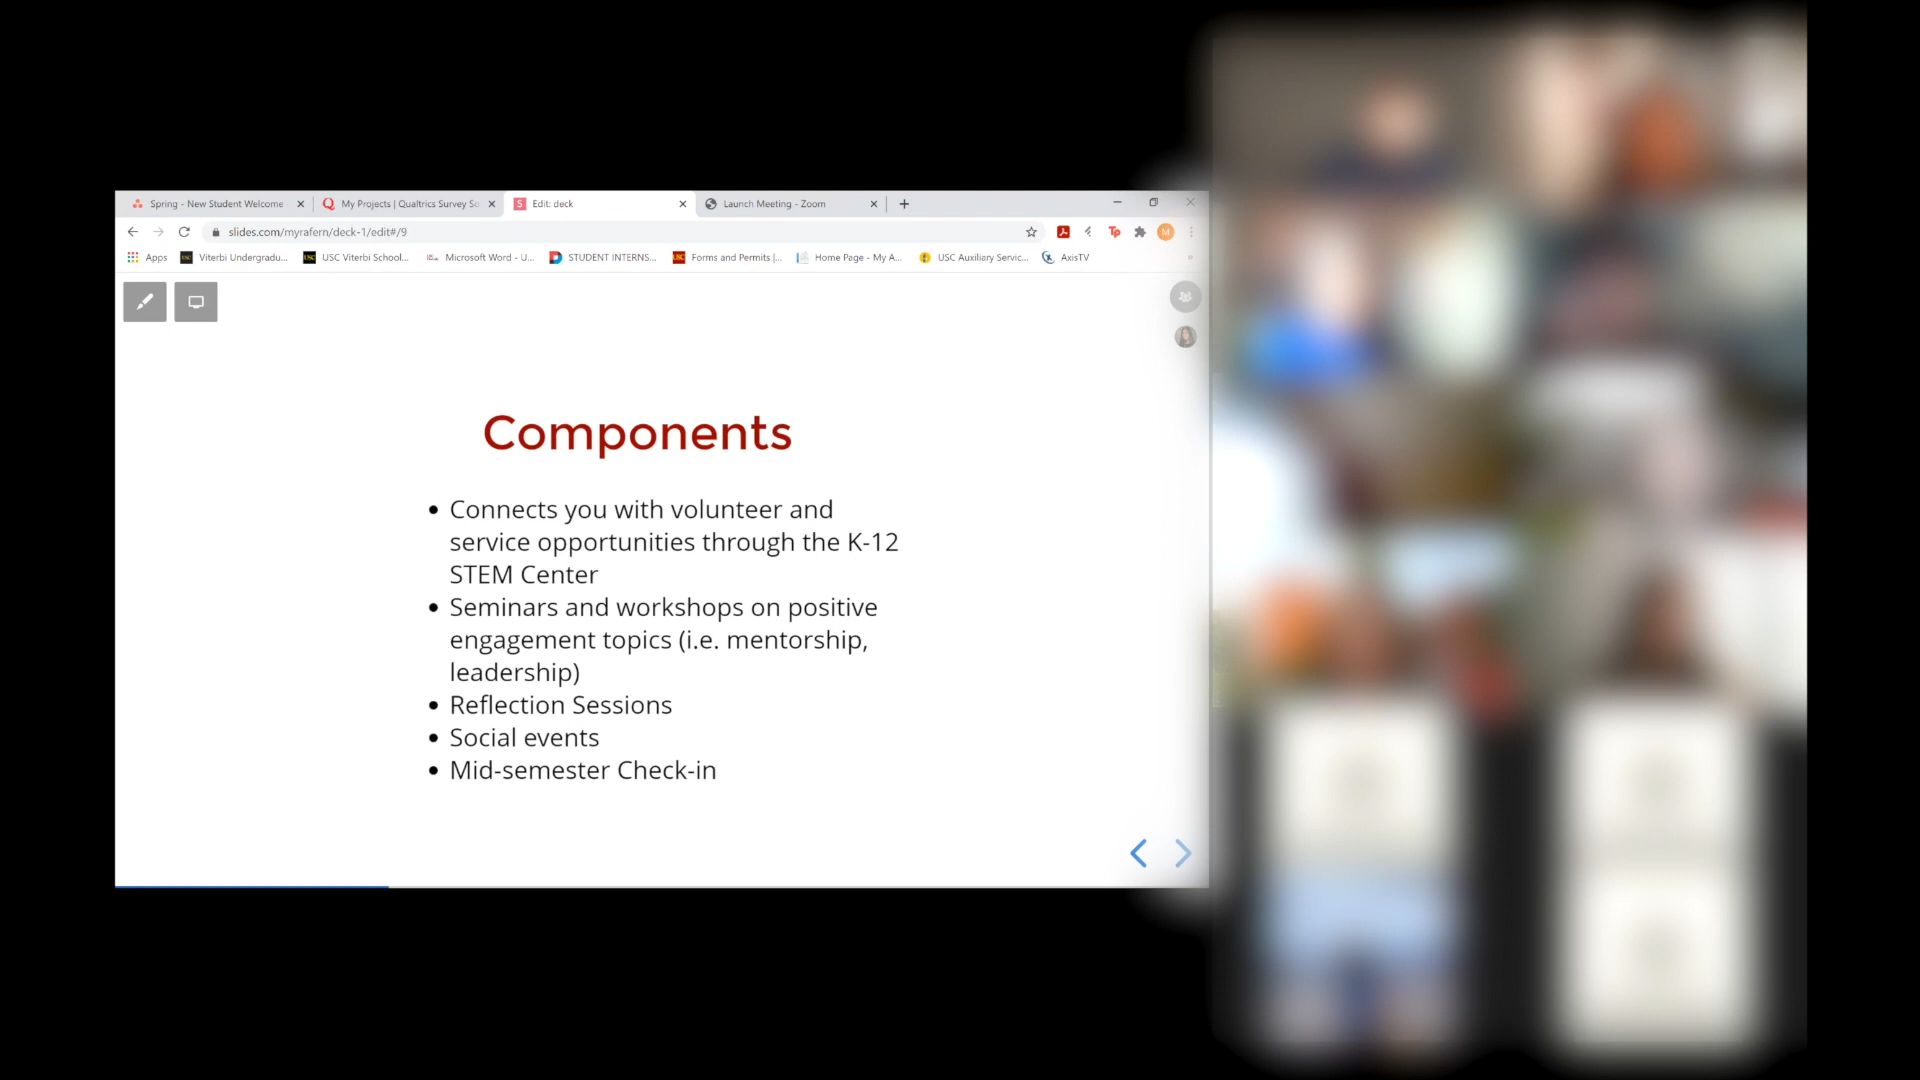 Spring - New Student Welcome
My Projects | Qualtrics Survey So
Edit: deck
Launch Meeting - Zoom
slides.com/myrafern/deck-1/edit#/9
Apps
Viterbi Undergradu...
USC Viterbi School...
Microsoft Word - U...
STUDENT INTERNS...
Forms and Permits |...
Home Page - My A...
USC Auxiliary Servic...
AxisTV
Components
• Connects you with volunteer and
service opportunities through the K-12
STEM Center
• Seminars and workshops on positive
engagement topics (i.e. mentorship,
leadership)
• Reflection Sessions
• Social events
• Mid-semester Check-in